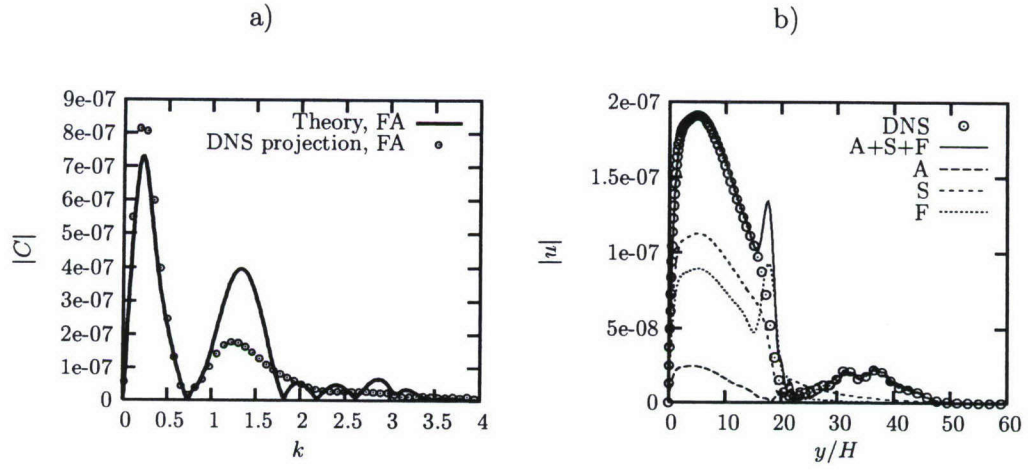 a)
9e-07
8e-07
7e-07
6e-07
5e-07
4e-07
3e-07
2e-07
1e-07
0
|C|
Theory, FA
DNS projection, FA
0 0.5 1 1.5 2 2.5 3 3.5 4
k
b)
2e-07
1.5e-07
1e-07
5e-08
0
|u|
DNS
A+S+F
A
S
F
0 10 20 30 40 50 60
y/H